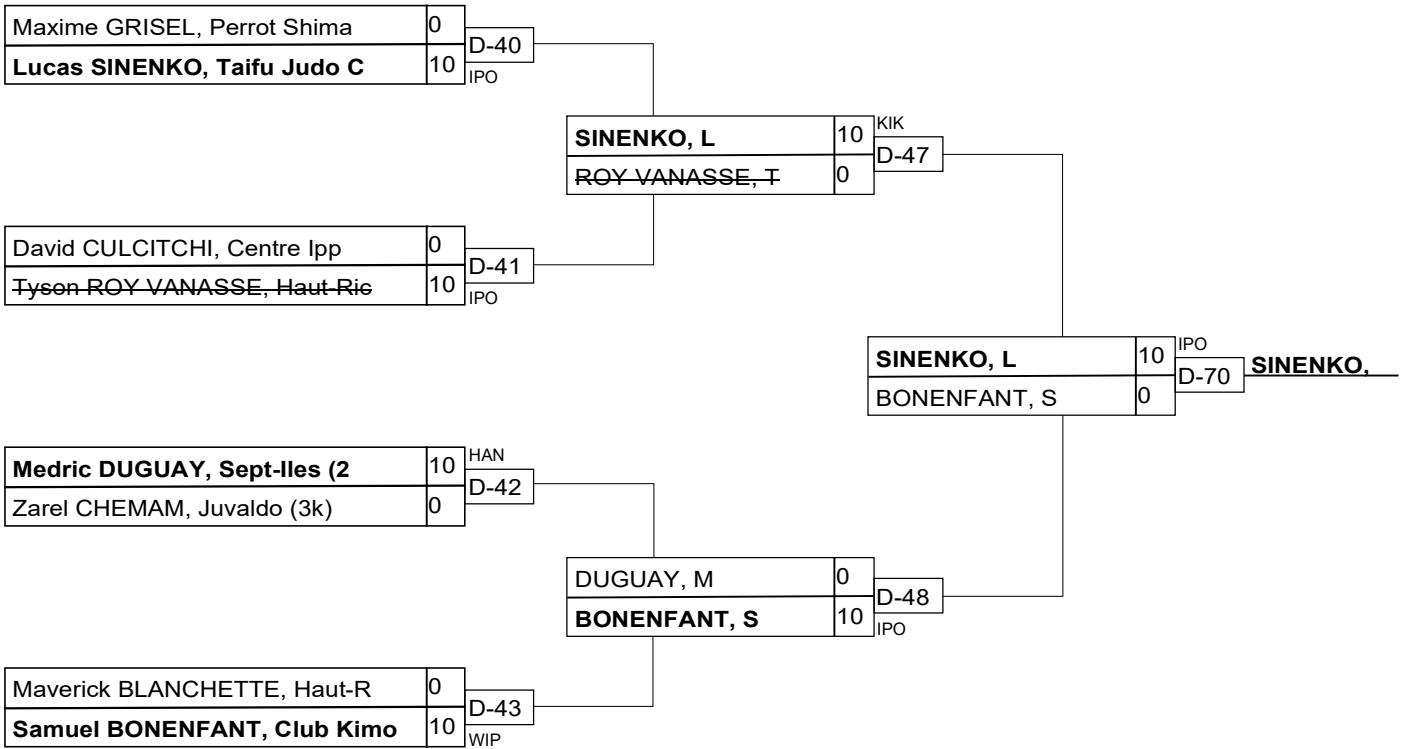 Maxime GRISEL, Perrot Shima 0
D-40
Lucas SINENKO, Taifu Judo C 10
IPO
SINENKO, L 10 KIK
D-47
ROY VANASSE, T 0
David CULCITCHI, Centre Ipp 0
D-41
Tyson ROY VANASSE, Haut-Ric 10
IPO
SINENKO, L 10 IPO
D-70 SINENKO,
BONENFANT, S 0
Medric DUGUAY, Sept-Iles (2 10 HAN
D-42
Zarel CHEMAM, Juvaldo (3k) 0
DUGUAY, M 0
D-48
BONENFANT, S 10 IPO
Maverick BLANCHETTE, Haut-R 0
D-43
Samuel BONENFANT, Club Kimo 10
WIP